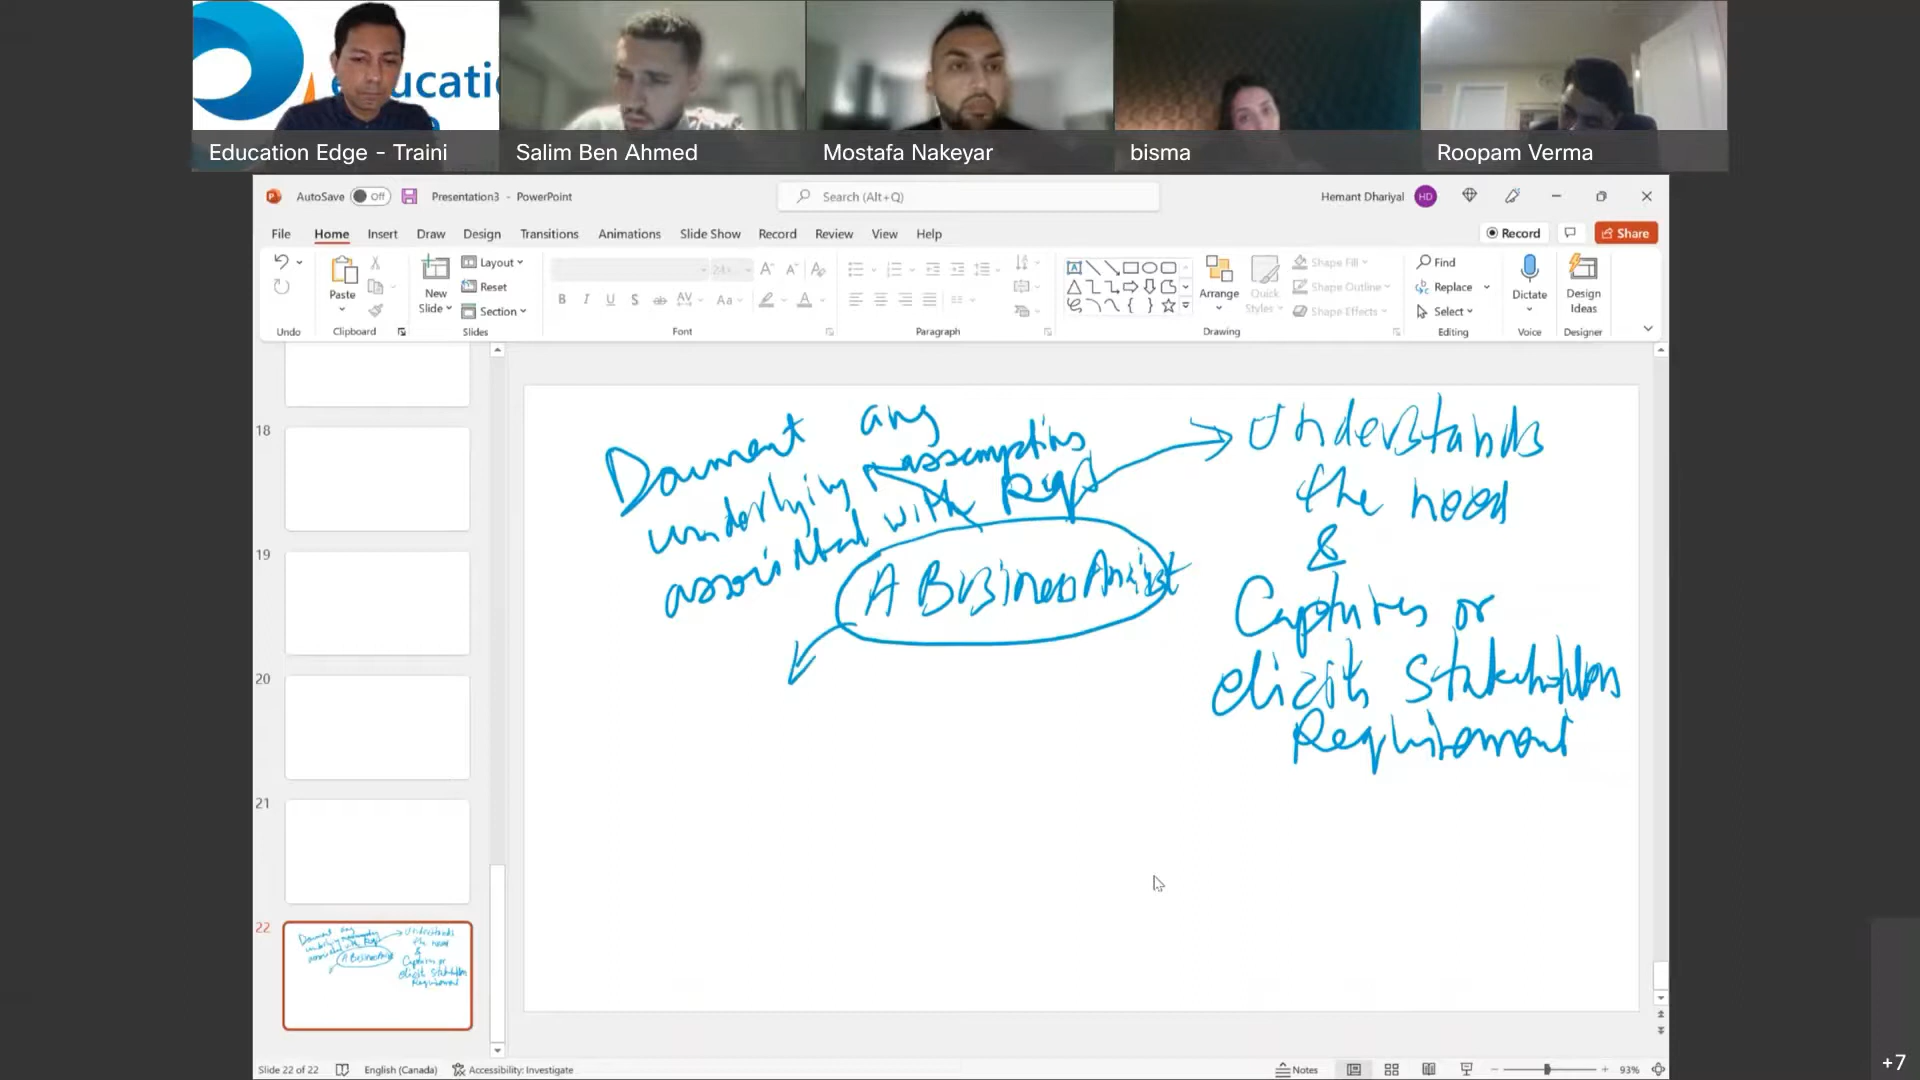 educati
Education Edge - Traini
Salim Ben Ahmed
Mostafa Nakeyar
bisma
Roopam Verma
AutoSave Off Presentation3 - PowerPoint Search (Alt+Q) Hemant Dhariyal HD
File Home Insert Draw Design Transitions Animations Slide Show Record Review View Help Record Share
Paste New Slide Layout Reset Section 24+ Arrange Quick Styles Shape Fill Shape Outline Shape Effects Find Replace Select Dictate Design Ideas
Undo Clipboard Slides Font Paragraph Drawing Editing Voice Designer
18
19
20
21
22
Document any
underlying assumptions
associated with Reqs
A Business Analyst
Understands
the need
&
Captures or
elicits Stakeholders
Requirement
Slide 22 of 22 English (Canada) Accessibility: Investigate Notes 93%
+7